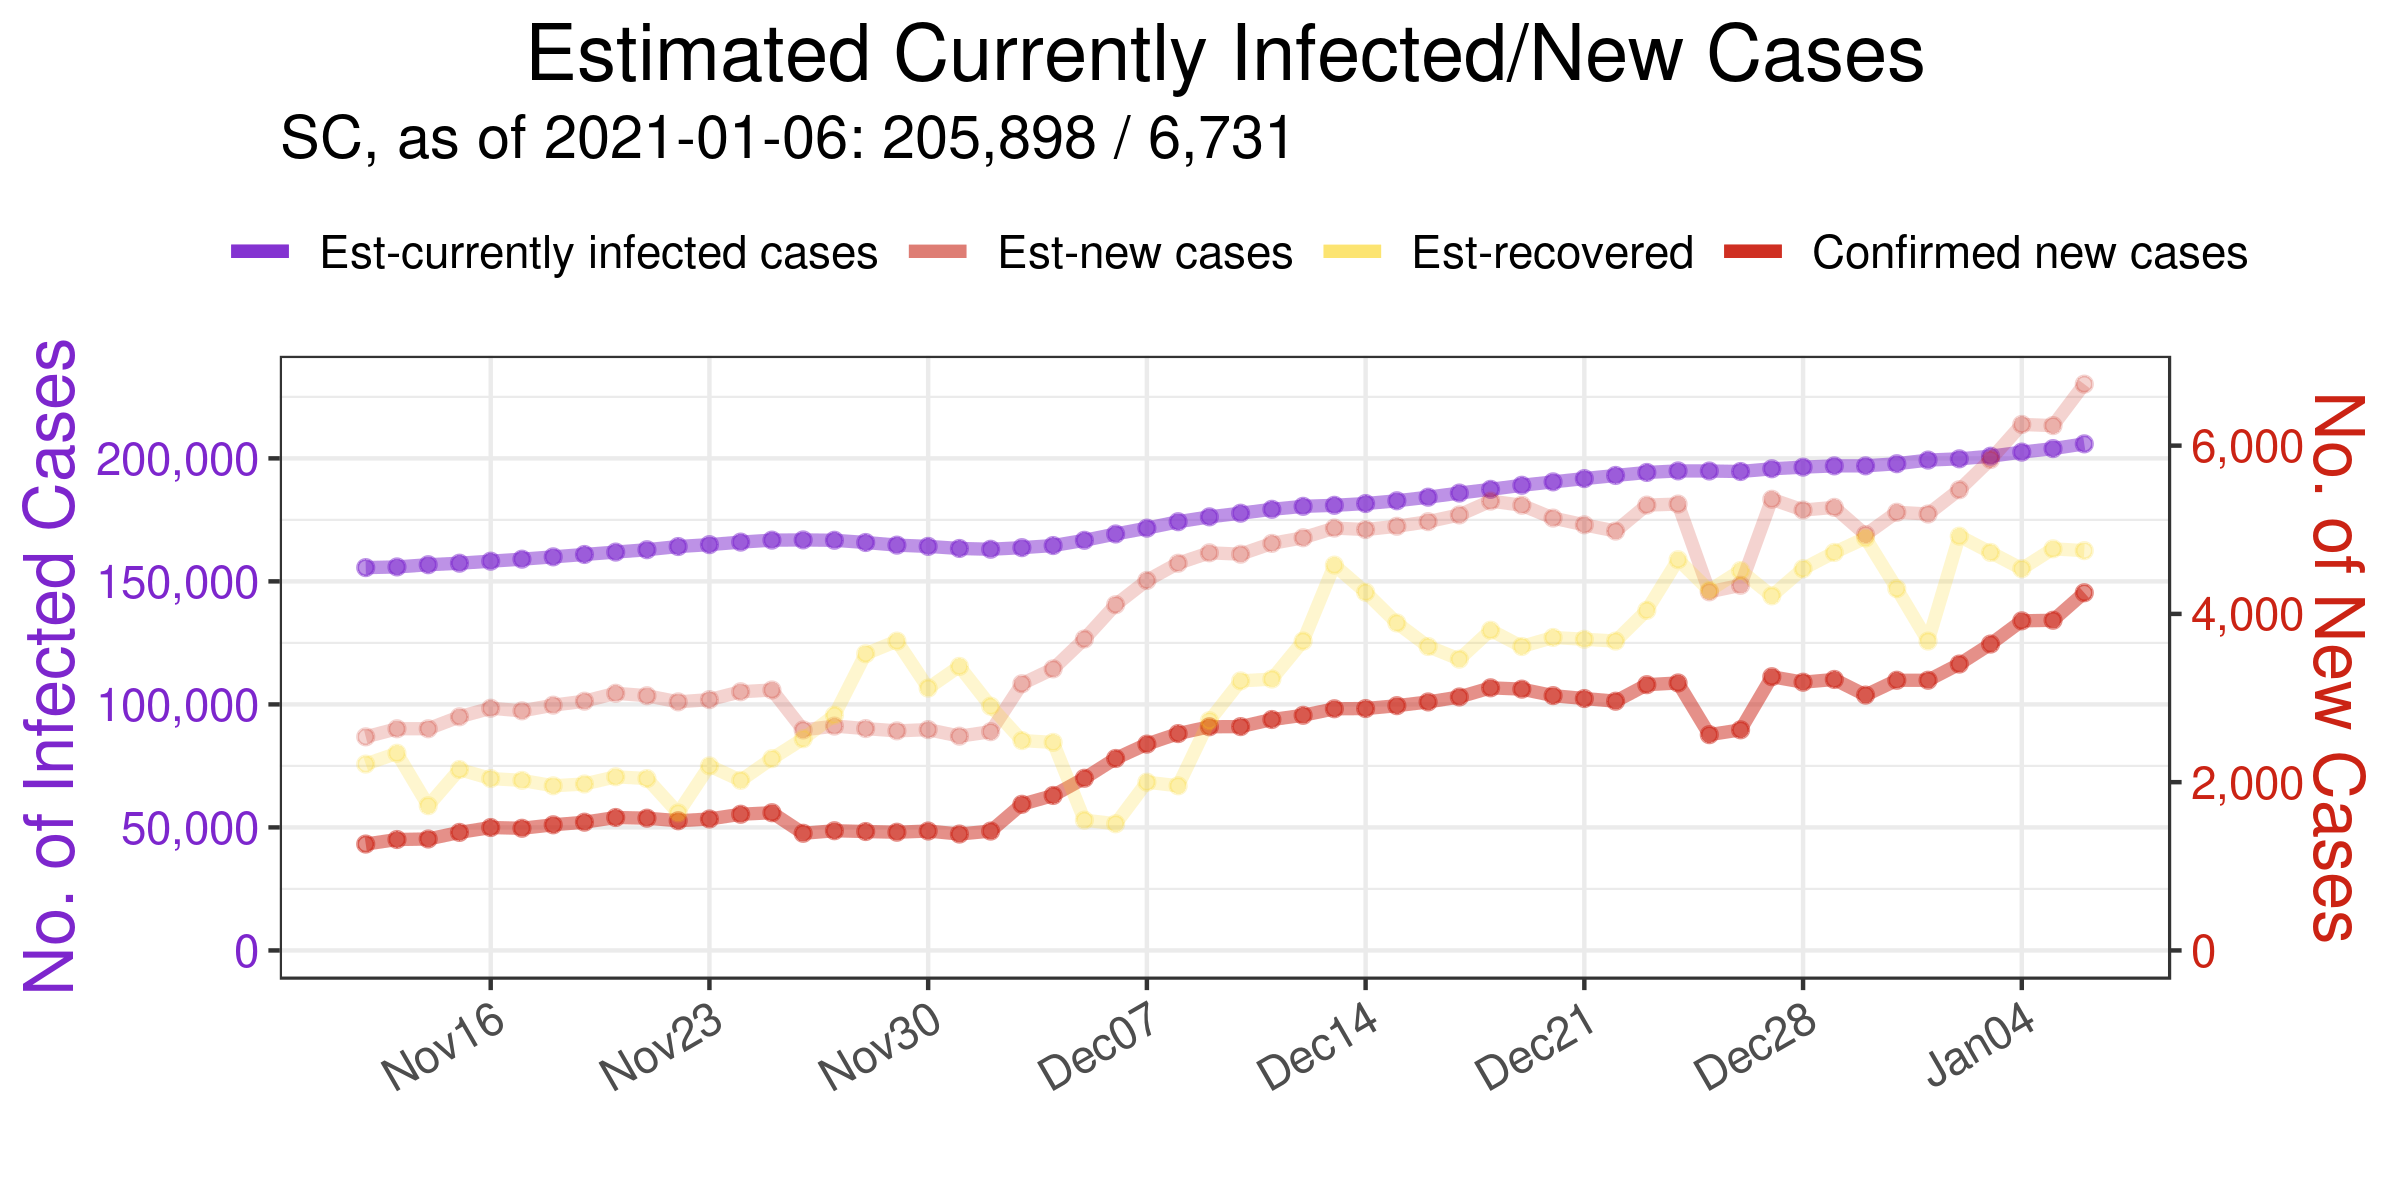 Estimated Currently Infected/New Cases
SC, as of 2021-01-06: 205,898 / 6,731
Est-currently infected cases Est-new cases Est-recovered Confirmed new cases
No. of Infected Cases
200,000
150,000
100,000
50,000
0
6,000
4,000
2,000
0
No. of New Cases
Nov16 Nov23 Nov30 Dec07 Dec14 Dec21 Dec28 Jan04